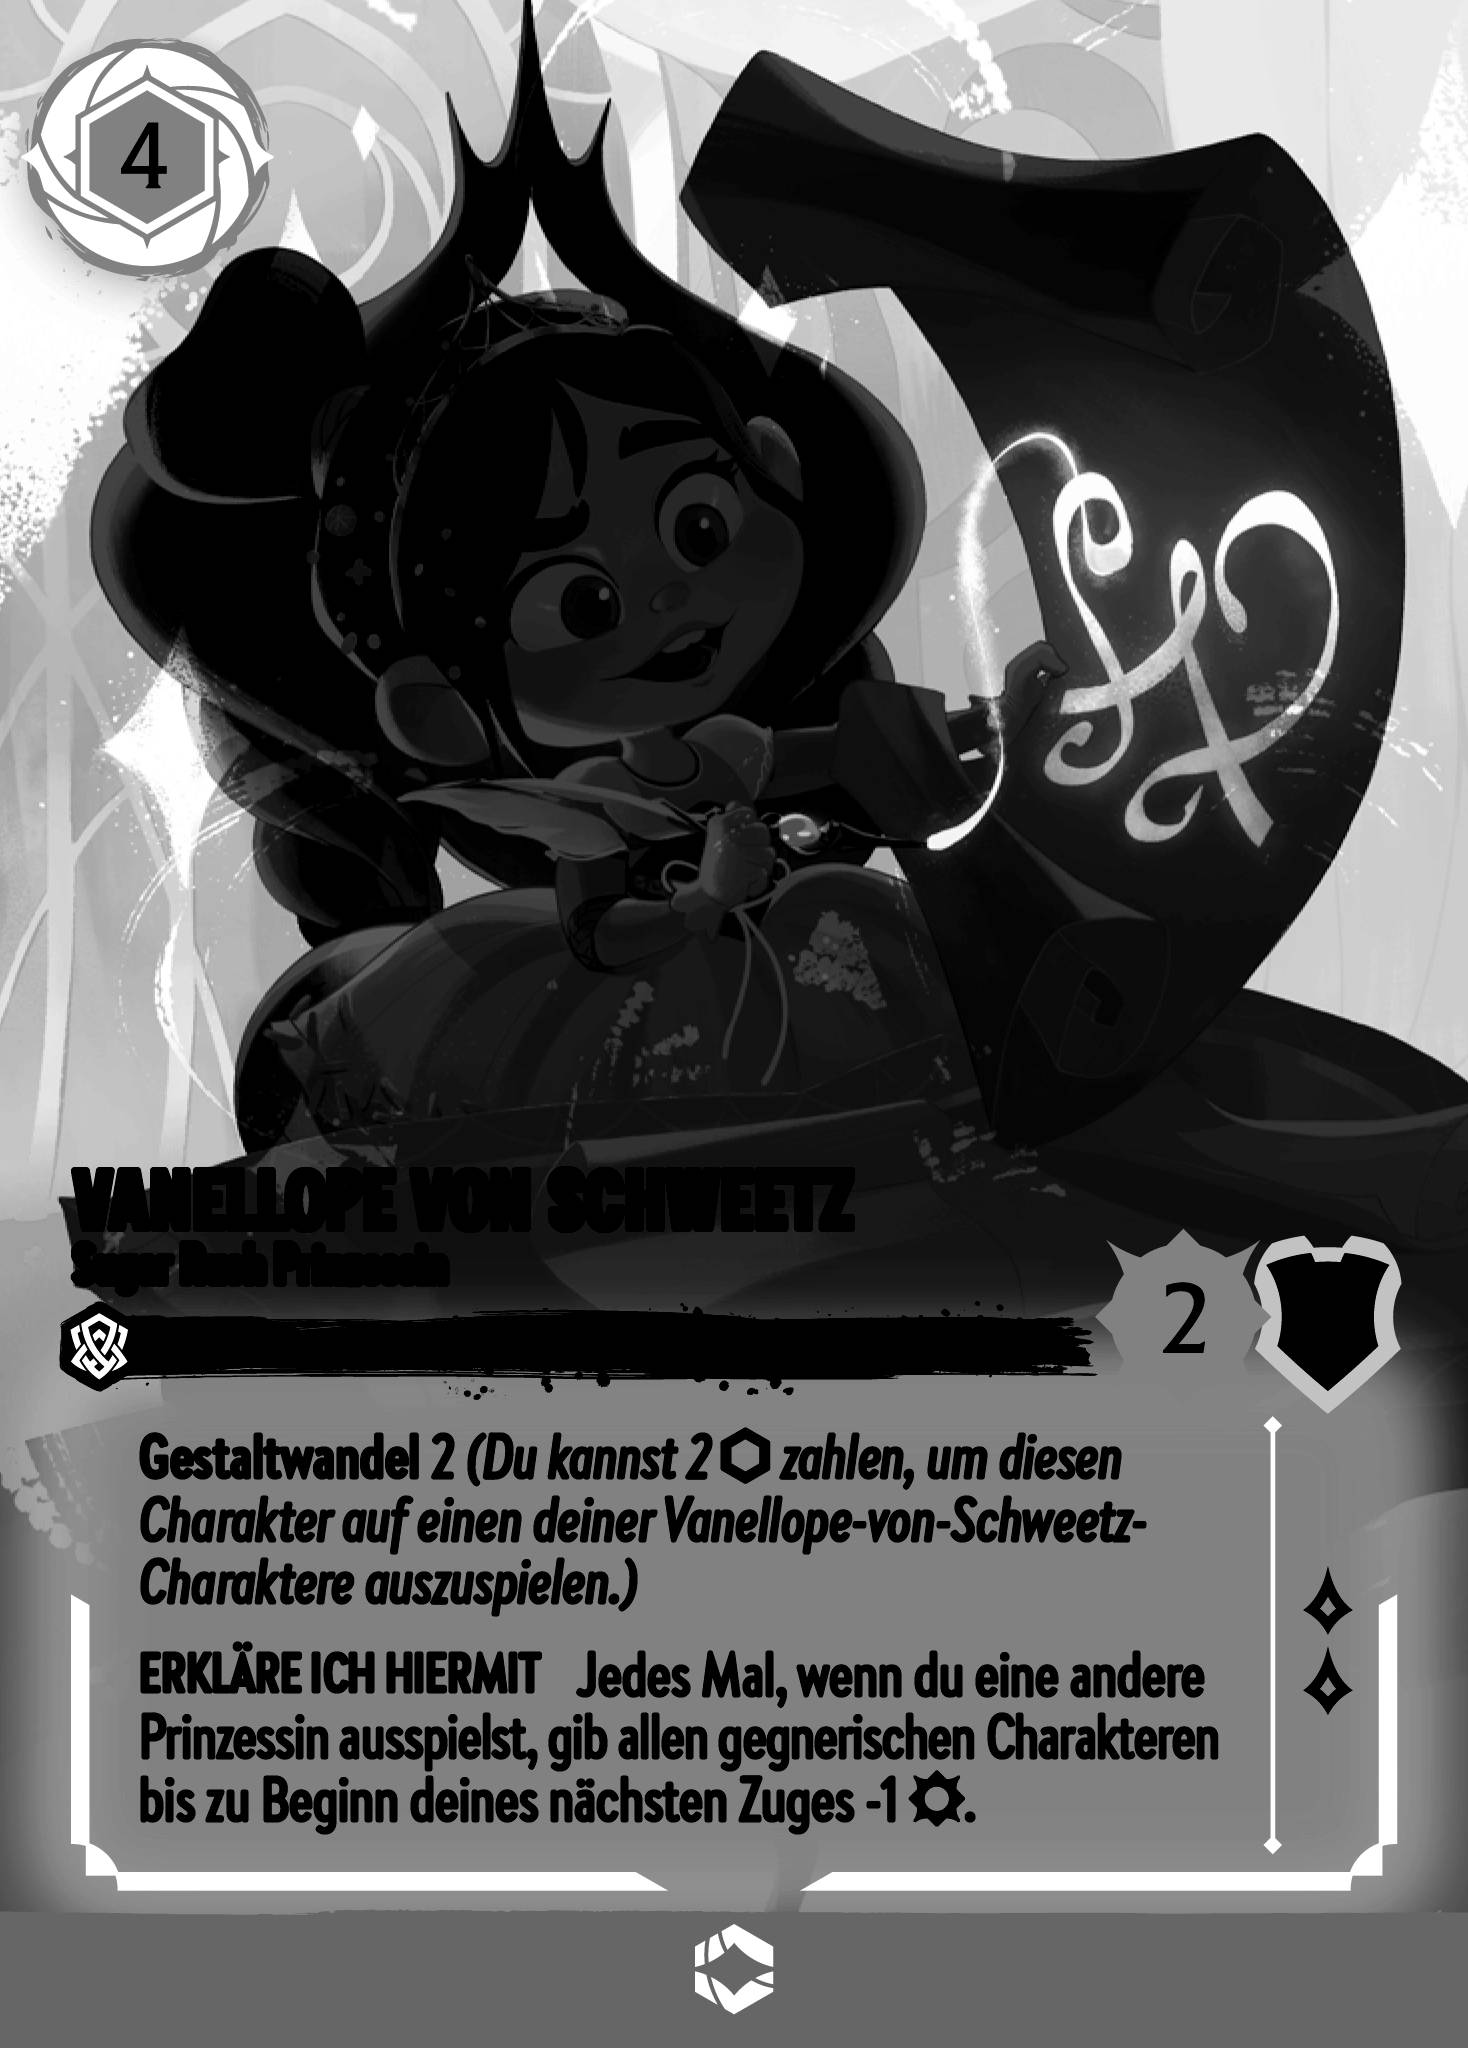 4
VANELLOPE VON SCHWEETZ
Sugar Rush Prinzessin
2
Gestaltwandel 2 (Du kannst 2 zahlen, um diesen
Charakter auf einen deiner Vanellope-von-Schweetz-
Charaktere auszuspielen.)
ERKLÄRE ICH HIERMIT Jedes Mal, wenn du eine andere
Prinzessin ausspielst, gib allen gegnerischen Charakteren
bis zu Beginn deines nächsten Zuges -1 .